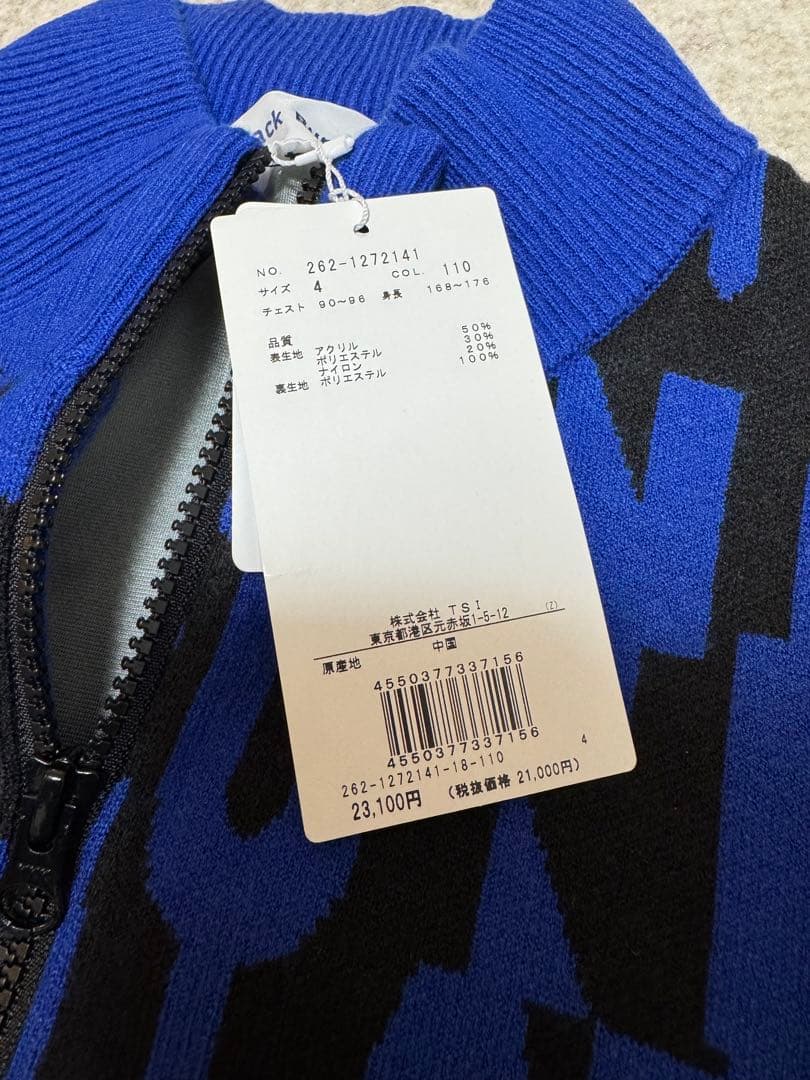 ack Bu
NO. 262-1272141 COL. 110
サイズ 4
チェスト 90~96 身長 168~176
品質
表生地 アクリル 50%
ポリエステル 30%
ナイロン 20%
裏生地 ポリエステル 100%
株式会社 TSI
東京都港区元赤坂1-5-12 (Z)
原産地 中国
4550377337156
4550377337156
262-1272141-18-110 4
23,100円 (税抜価格 21,000円)